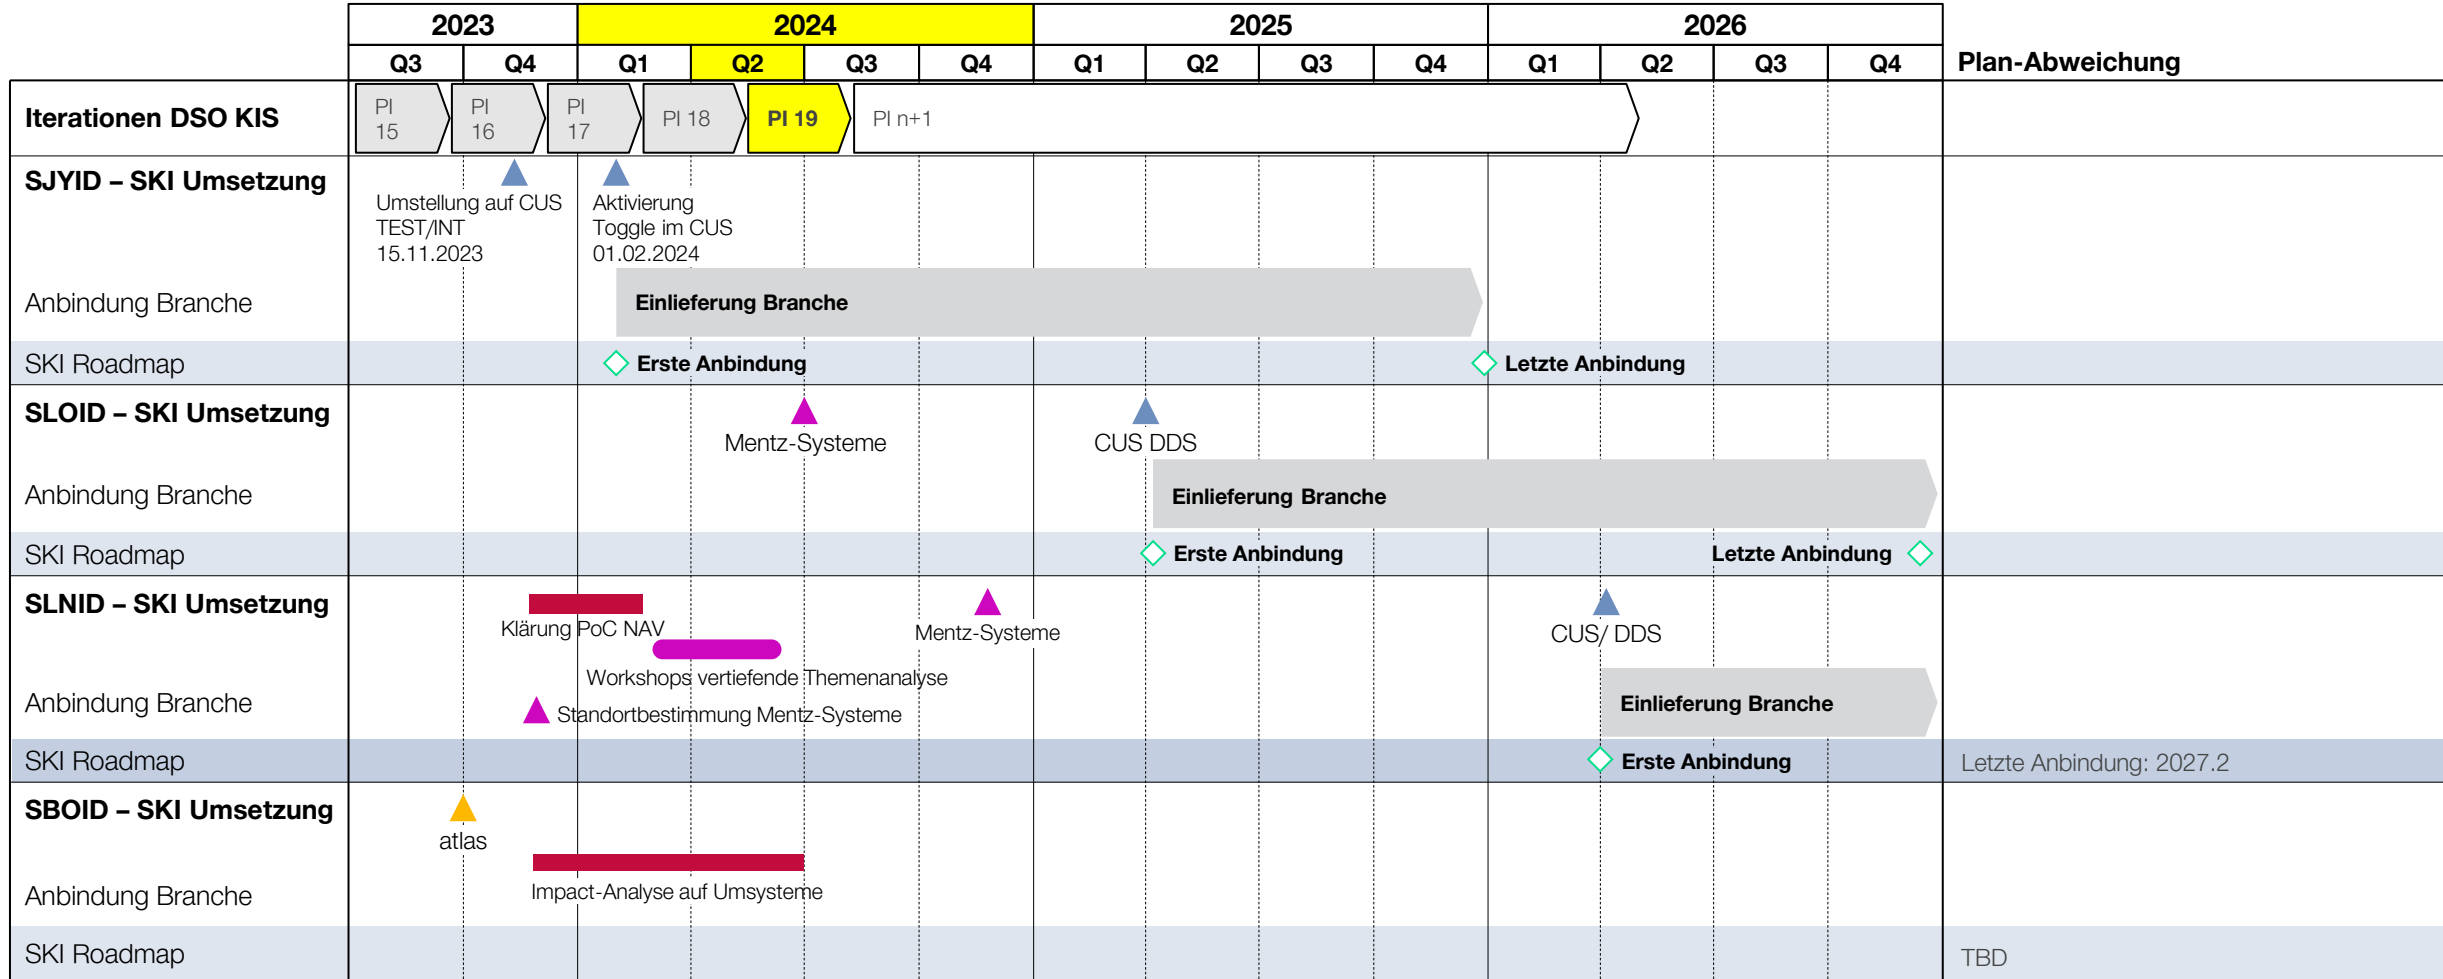 2023
2024
2025
2026
Q3
Q4
Q1
Q2
Q3
Q4
Q1
Q2
Q3
Q4
Q1
Q2
Q3
Q4
Plan-Abweichung
Iterationen DSO KIS
PI
15
PI
16
PI
17
PI 18
PI 19
PI n+1
SJYID – SKI Umsetzung
Umstellung auf CUS
TEST/INT
15.11.2023
Aktivierung
Toggle im CUS
01.02.2024
Anbindung Branche
Einlieferung Branche
SKI Roadmap
Erste Anbindung
Letzte Anbindung
SLOID – SKI Umsetzung
Mentz-Systeme
CUS DDS
Anbindung Branche
Einlieferung Branche
SKI Roadmap
Erste Anbindung
Letzte Anbindung
SLNID – SKI Umsetzung
Klärung PoC NAV
Mentz-Systeme
CUS/ DDS
Workshops vertiefende Themenanalyse
Anbindung Branche
Standortbestimmung Mentz-Systeme
Einlieferung Branche
SKI Roadmap
Erste Anbindung
Letzte Anbindung: 2027.2
SBOID – SKI Umsetzung
atlas
Impact-Analyse auf Umsysteme
Anbindung Branche
SKI Roadmap
TBD